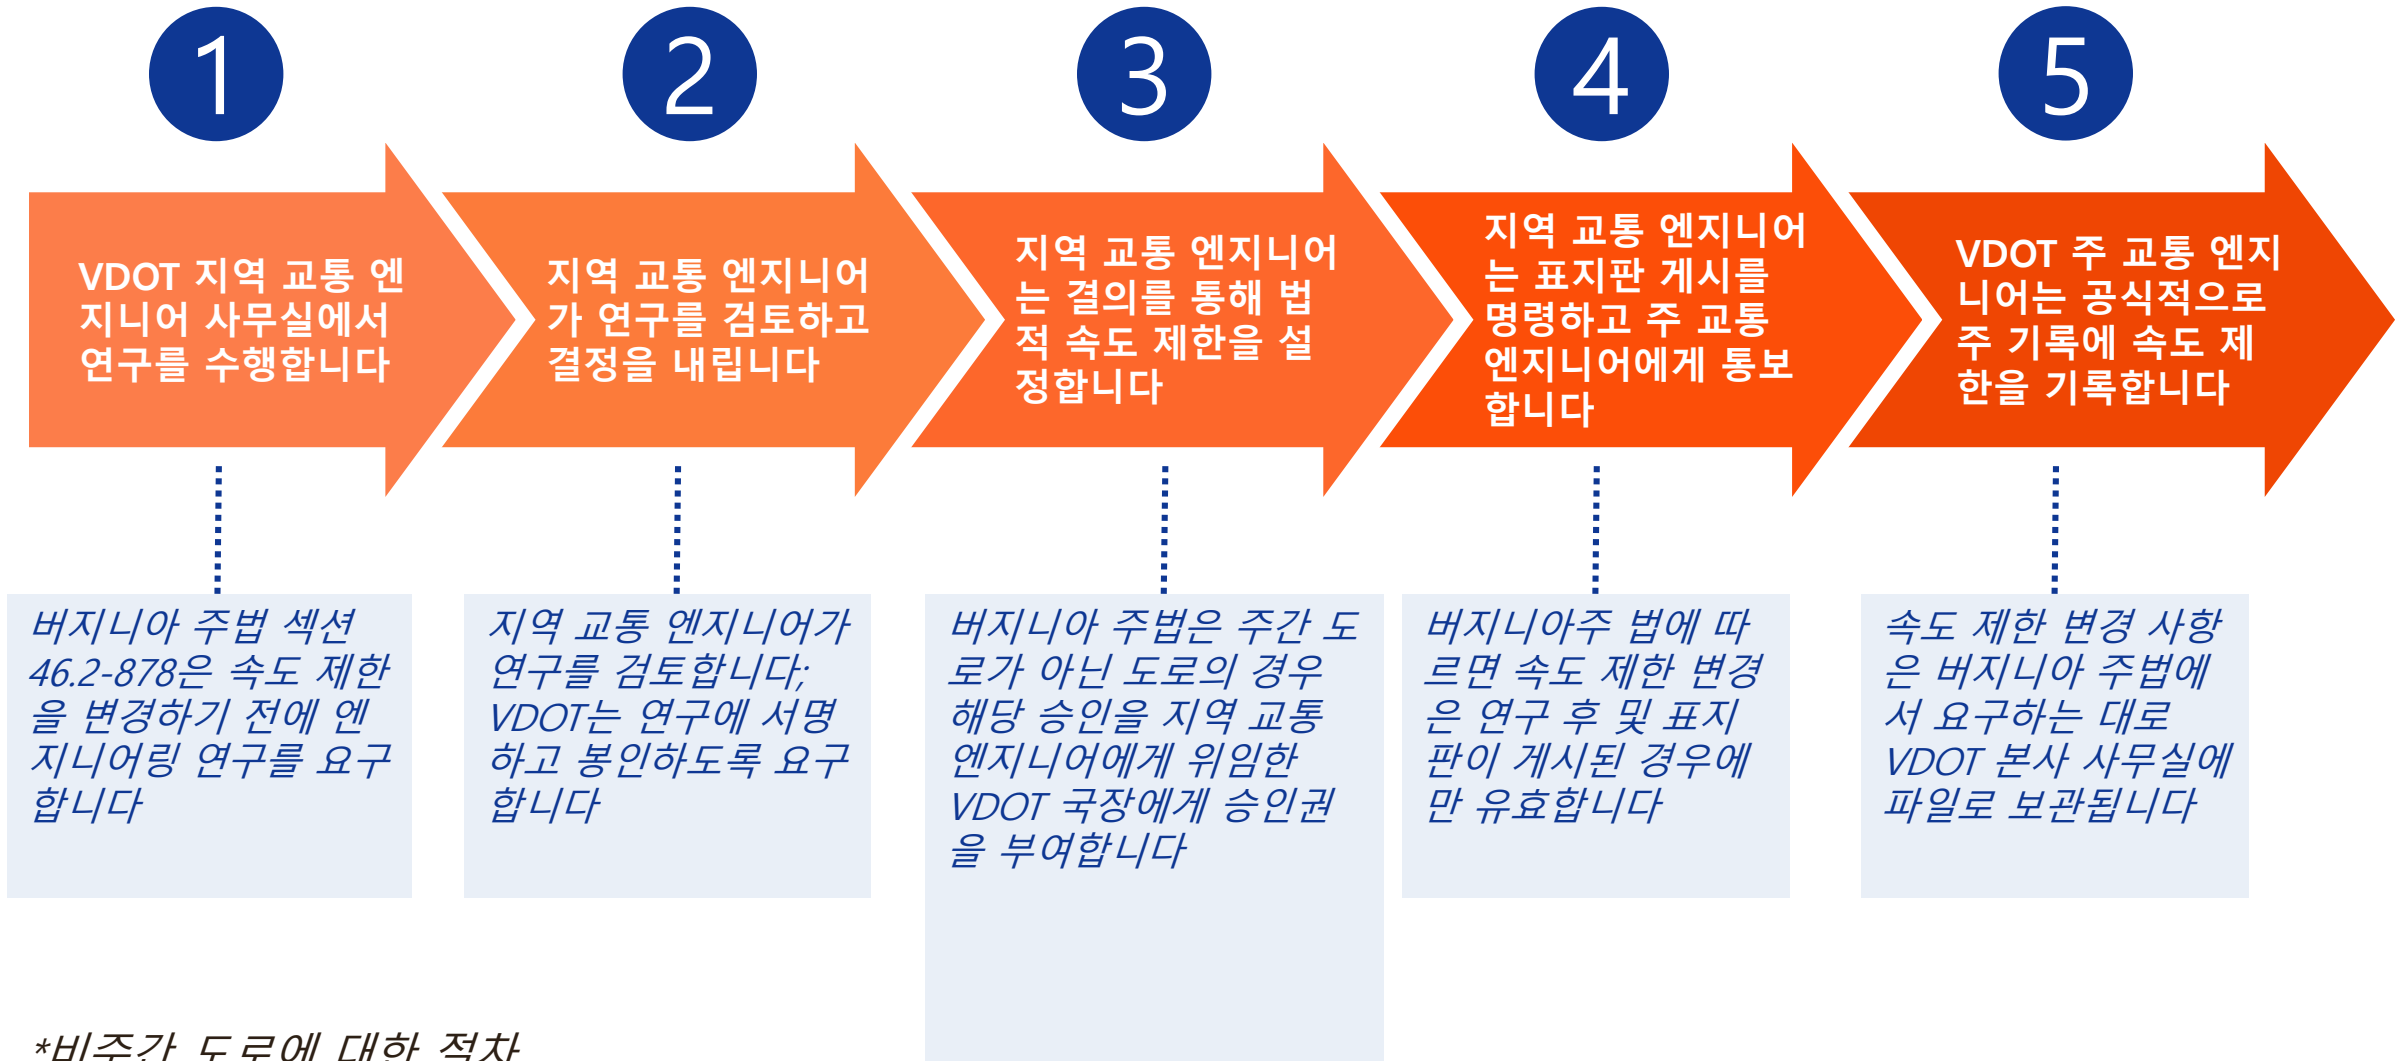 1
VDOT 지역 교통 엔
지니어 사무실에서
연구를 수행합니다
버지니아 주법 섹션
46.2-878은 속도 제한
을 변경하기 전에 엔
지니어링 연구를 요구
합니다
2
지역 교통 엔지니어
가 연구를 검토하고
결정을 내립니다
지역 교통 엔지니어가
연구를 검토합니다;
VDOT는 연구에 서명
하고 봉인하도록 요구
합니다
3
지역 교통 엔지니어
는 결의를 통해 법
적 속도 제한을 설
정합니다
버지니아 주법은 주간 도
로가 아닌 도로의 경우
해당 승인을 지역 교통
엔지니어에게 위임한
VDOT 국장에게 승인권
을 부여합니다
4
지역 교통 엔지니어
는 표지판 게시를
명령하고 주 교통
엔지니어에게 통보
합니다
버지니아주 법에 따
르면 속도 제한 변경
은 연구 후 및 표지
판이 게시된 경우에
만 유효합니다
5
VDOT 주 교통 엔지
니어는 공식적으로
주 기록에 속도 제
한을 기록합니다
속도 제한 변경 사항
은 버지니아 주법에
서 요구하는 대로
VDOT 본사 사무실에
파일로 보관됩니다
*비주간 도로에 대한 절차